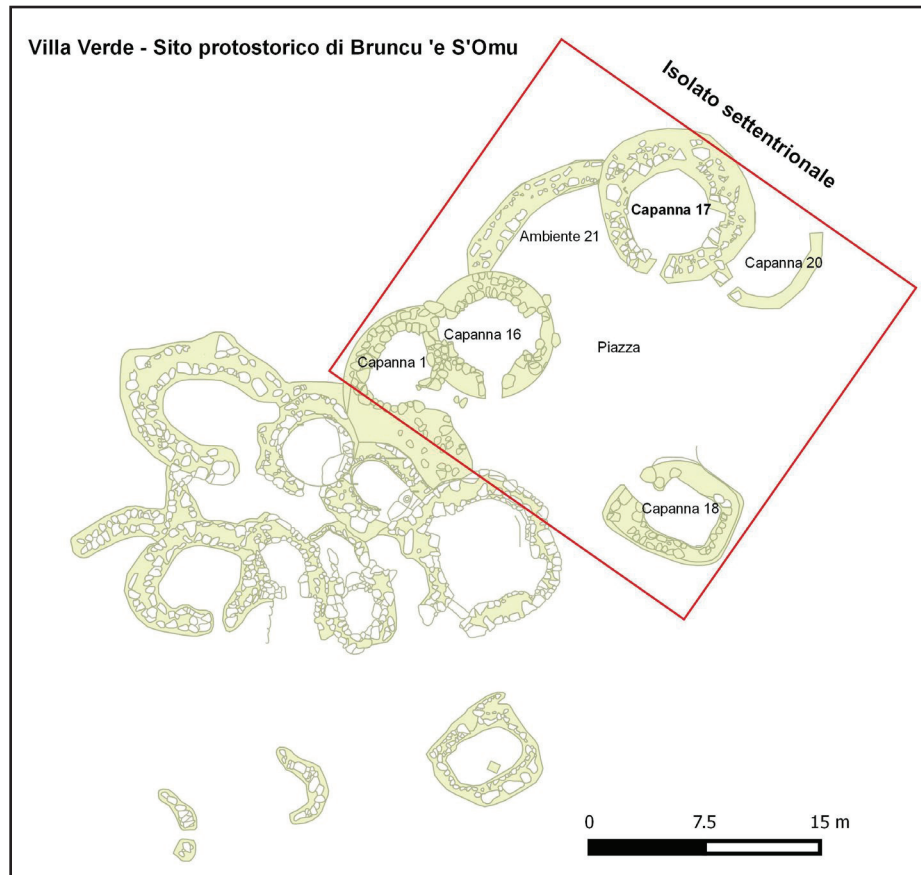 Villa Verde - Sito protostorico di Bruncu 'e S'Omu
Isolato settentrionale
Capanna 17
Ambiente 21
Capanna 20
Capanna 16
Piazza
Capanna 1
Capanna 18
0 7.5 15 m